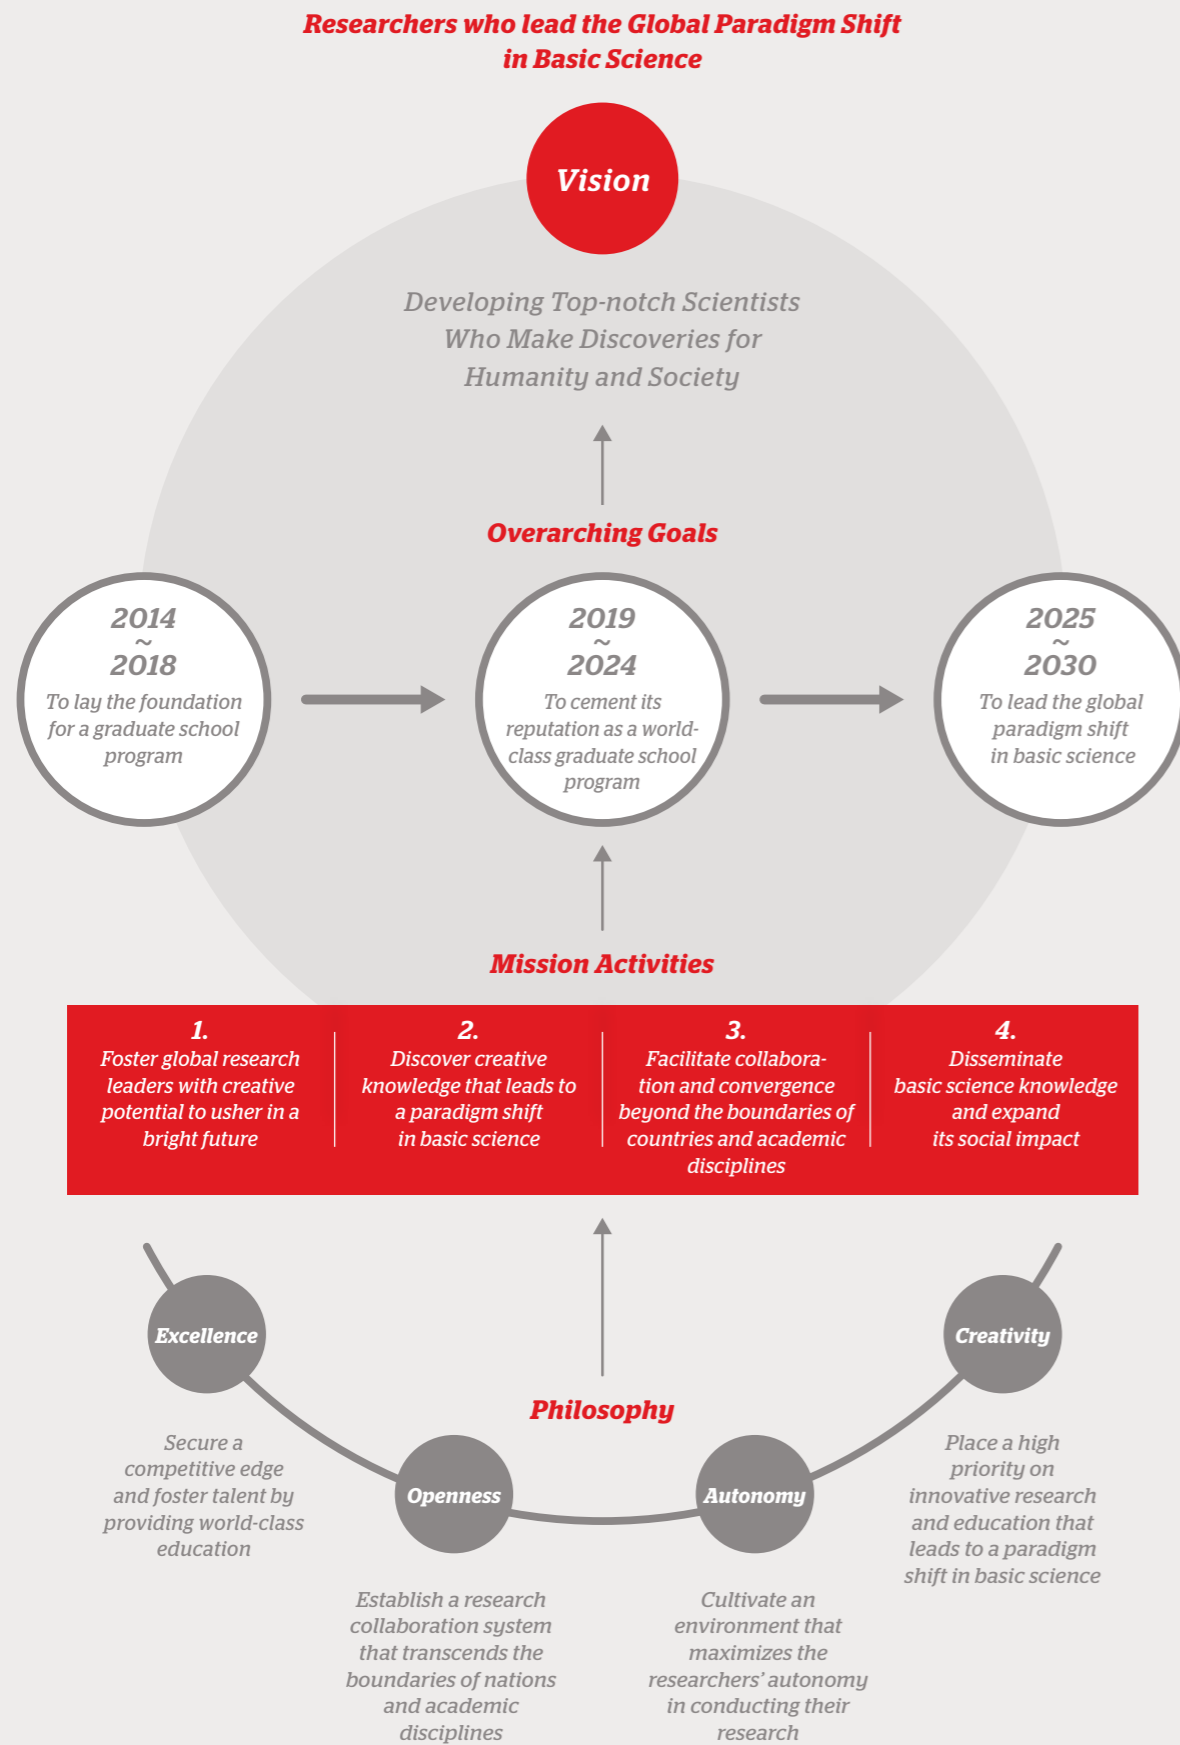 Researchers who lead the Global Paradigm Shift
in Basic Science
Vision
Developing Top-notch Scientists
Who Make Discoveries for
Humanity and Society
Overarching Goals
2014
~
2018
To lay the foundation
for a graduate school
program
2019
~
2024
To cement its
reputation as a world-
class graduate school
program
2025
~
2030
To lead the global
paradigm shift
in basic science
Mission Activities
1.
Foster global research
leaders with creative
potential to usher in a
bright future
2.
Discover creative
knowledge that leads to
a paradigm shift
in basic science
3.
Facilitate collabora-
tion and convergence
beyond the boundaries of
countries and academic
disciplines
4.
Disseminate
basic science knowledge
and expand
its social impact
Philosophy
Excellence
Secure a
competitive edge
and foster talent by
providing world-class
education
Openness
Establish a research
collaboration system
that transcends the
boundaries of nations
and academic
disciplines
Autonomy
Cultivate an
environment that
maximizes the
researchers’ autonomy
in conducting their
research
Creativity
Place a high
priority on
innovative research
and education that
leads to a paradigm
shift in basic science